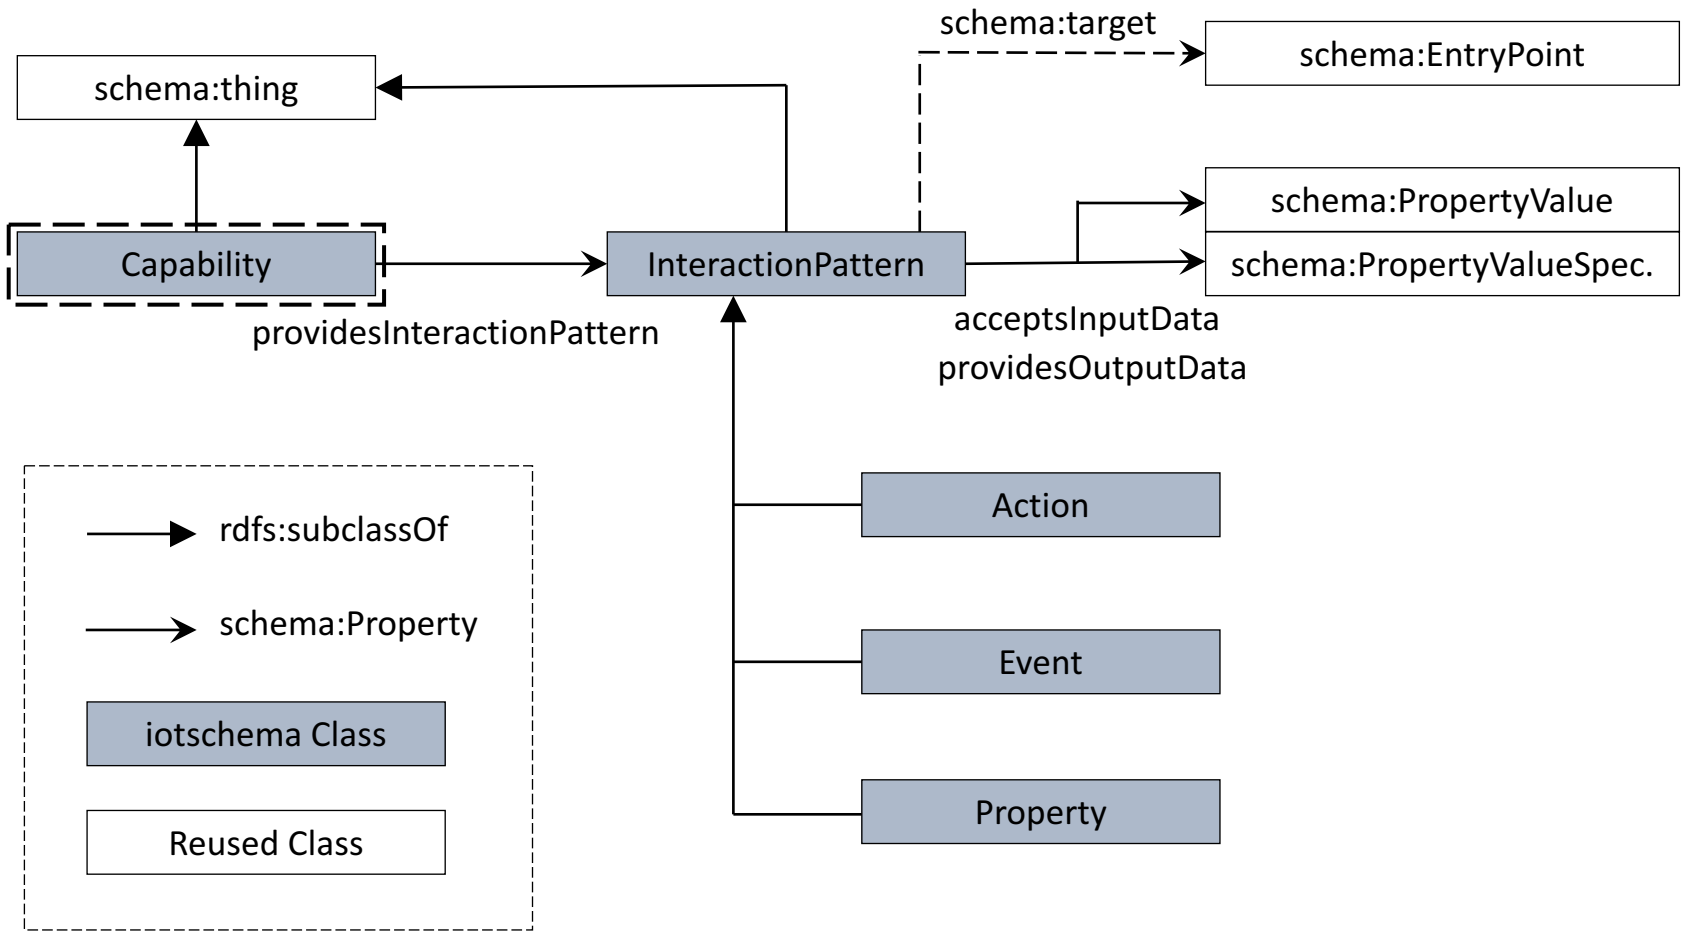 schema:target
schema:EntryPoint
schema:thing
schema:PropertyValue
Capability
InteractionPattern
schema:PropertyValueSpec.
providesInteractionPattern
acceptsInputData
providesOutputData
rdfs:subclassOf
schema:Property
iotschema Class
Reused Class
Action
Event
Property